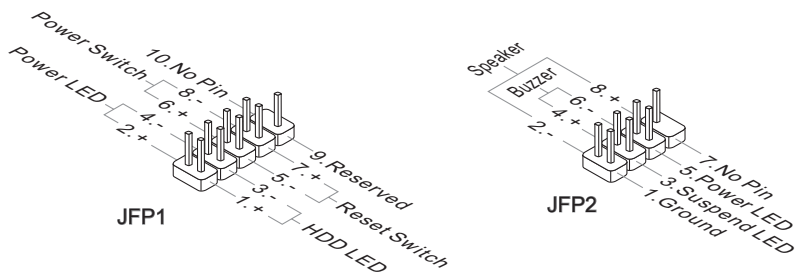 Power Switch
Power LED
10.No Pin
8.-
6.+
4.-
2.+
9.Reserved
7.+
5.-
Reset Switch
3.-
1.+
HDD LED
JFP1
Speaker
Buzzer
8.+
6.-
4.+
2.-
7.No Pin
5.Power LED
3.Suspend LED
1.Ground
JFP2